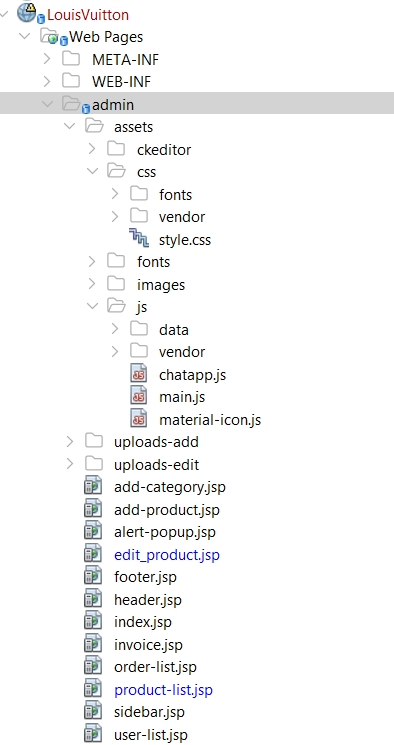 LouisVuitton
Web Pages
META-INF
WEB-INF
admin
assets
ckeditor
css
fonts
vendor
style.css
fonts
images
js
data
vendor
chatapp.js
main.js
material-icon.js
uploads-add
uploads-edit
add-category.jsp
add-product.jsp
alert-popup.jsp
edit_product.jsp
footer.jsp
header.jsp
index.jsp
invoice.jsp
order-list.jsp
product-list.jsp
sidebar.jsp
user-list.jsp